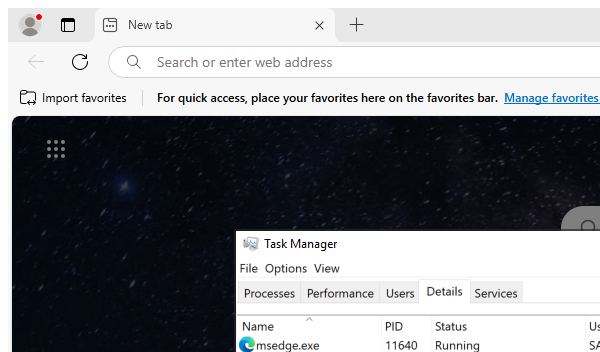 New tab
Search or enter web address
Import favorites For quick access, place your favorites here on the favorites bar. Manage favorites
Task Manager
File Options View
Processes Performance Users Details Services
Name PID Status
msedge.exe 11640 Running